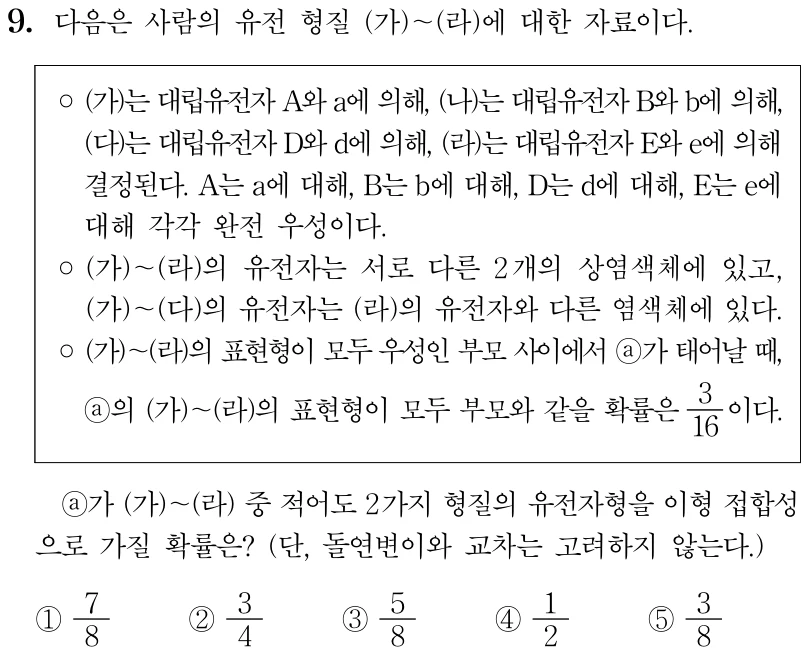 9. 다음은 사람의 유전 형질 (가)~(라)에 대한 자료이다.
○ (가)는 대립유전자 A와 a에 의해, (나)는 대립유전자 B와 b에 의해,
(다)는 대립유전자 D와 d에 의해, (라)는 대립유전자 E와 e에 의해
결정된다. A는 a에 대해, B는 b에 대해, D는 d에 대해, E는 e에
대해 각각 완전 우성이다.
○ (가)~(라)의 유전자는 서로 다른 2개의 상염색체에 있고,
(가)~(다)의 유전자는 (라)의 유전자와 다른 염색체에 있다.
○ (가)~(라)의 표현형이 모두 우성인 부모 사이에서 ⓐ가 태어날 때,
ⓐ의 (가)~(라)의 표현형이 모두 부모와 같을 확률은 3/16이다.
ⓐ가 (가)~(라) 중 적어도 2가지 형질의 유전자형을 이형 접합성
으로 가질 확률은? (단, 돌연변이와 교차는 고려하지 않는다.)
① 7/8 ② 3/4 ③ 5/8 ④ 1/2 ⑤ 3/8